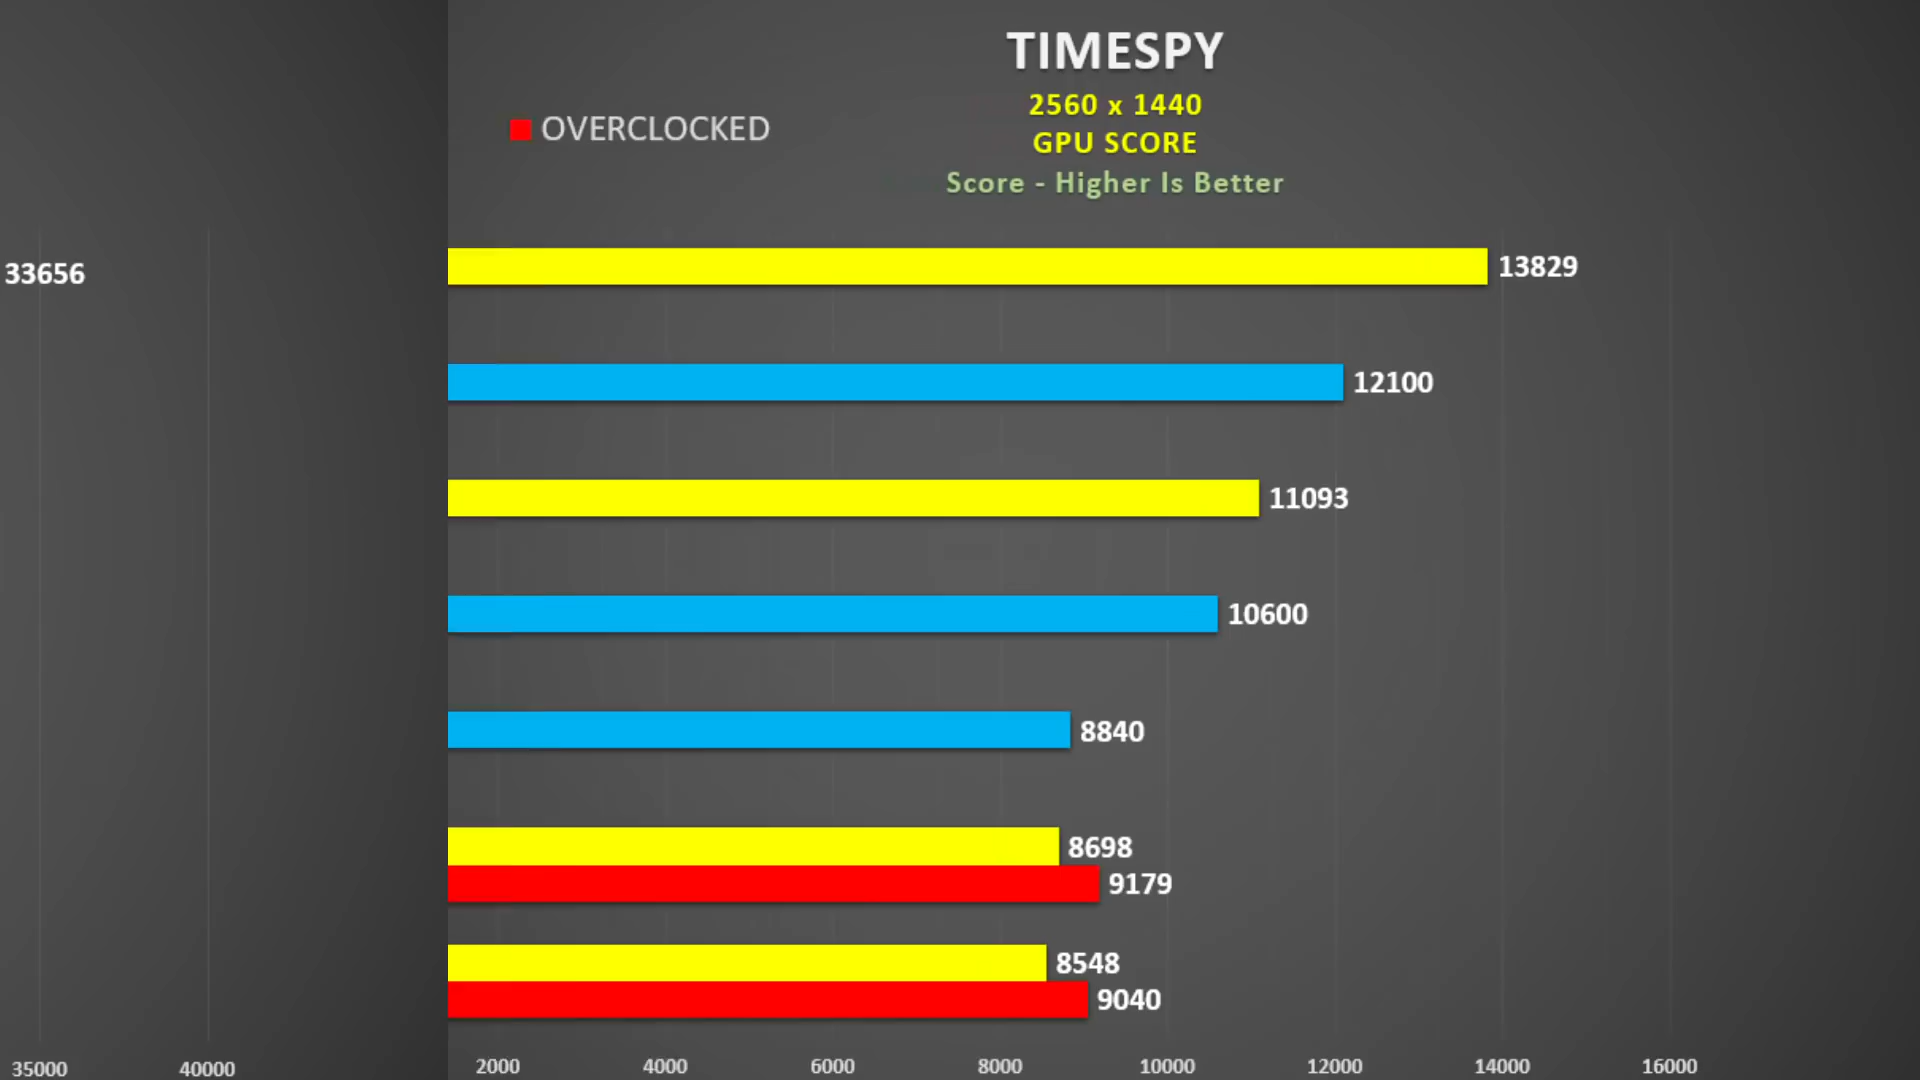 TIMESPY
2560 x 1440
GPU SCORE
Score - Higher Is Better
OVERCLOCKED
33656
13829
12100
11093
10600
8840
8698
9179
8548
9040
35000 40000
2000 4000 6000 8000 10000 12000 14000 16000